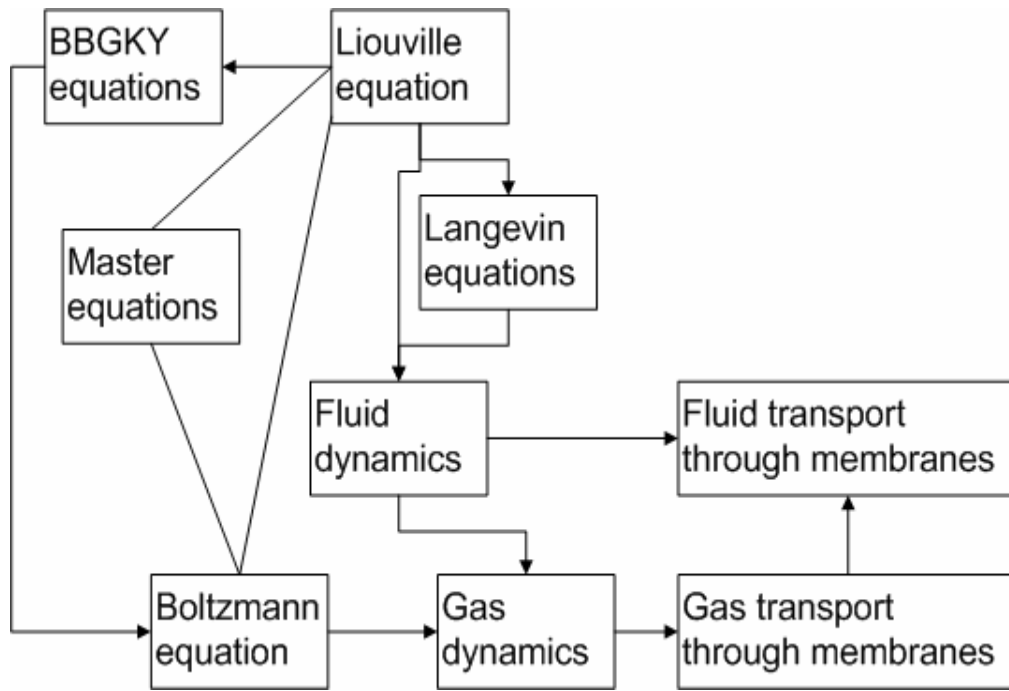 BBGKY
equations
Liouville
equation
Langevin
equations
Master
equations
Fluid
dynamics
Fluid transport
through membranes
Boltzmann
equation
Gas
dynamics
Gas transport
through membranes